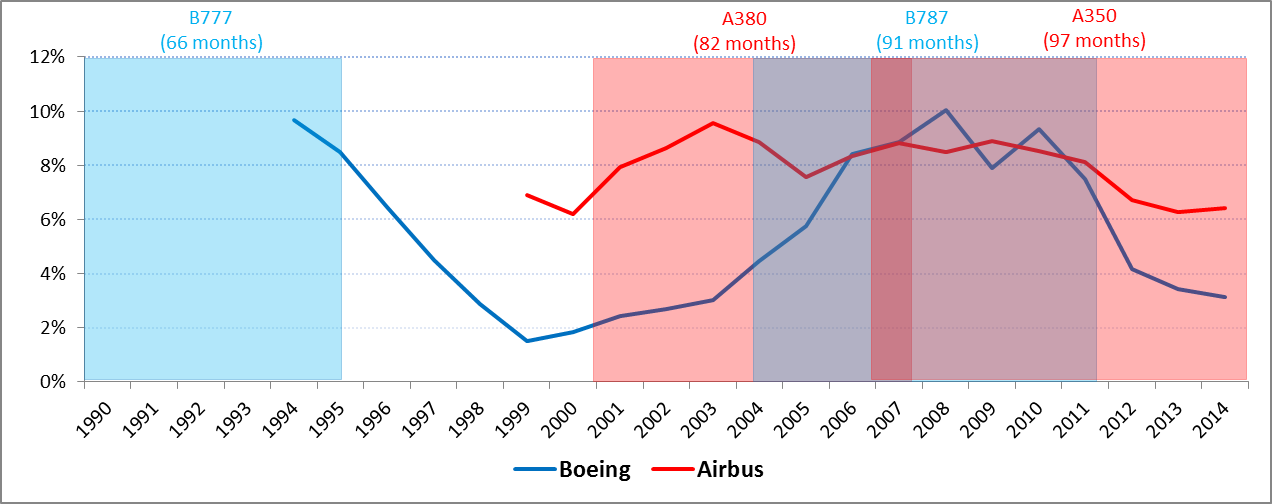 B777
(66 months)
A380
(82 months)
B787
(91 months)
A350
(97 months)
12%
10%
8%
6%
4%
2%
0%
1990 1991 1992 1993 1994 1995 1996 1997 1998 1999 2000 2001 2002 2003 2004 2005 2006 2007 2008 2009 2010 2011 2012 2013 2014
Boeing Airbus